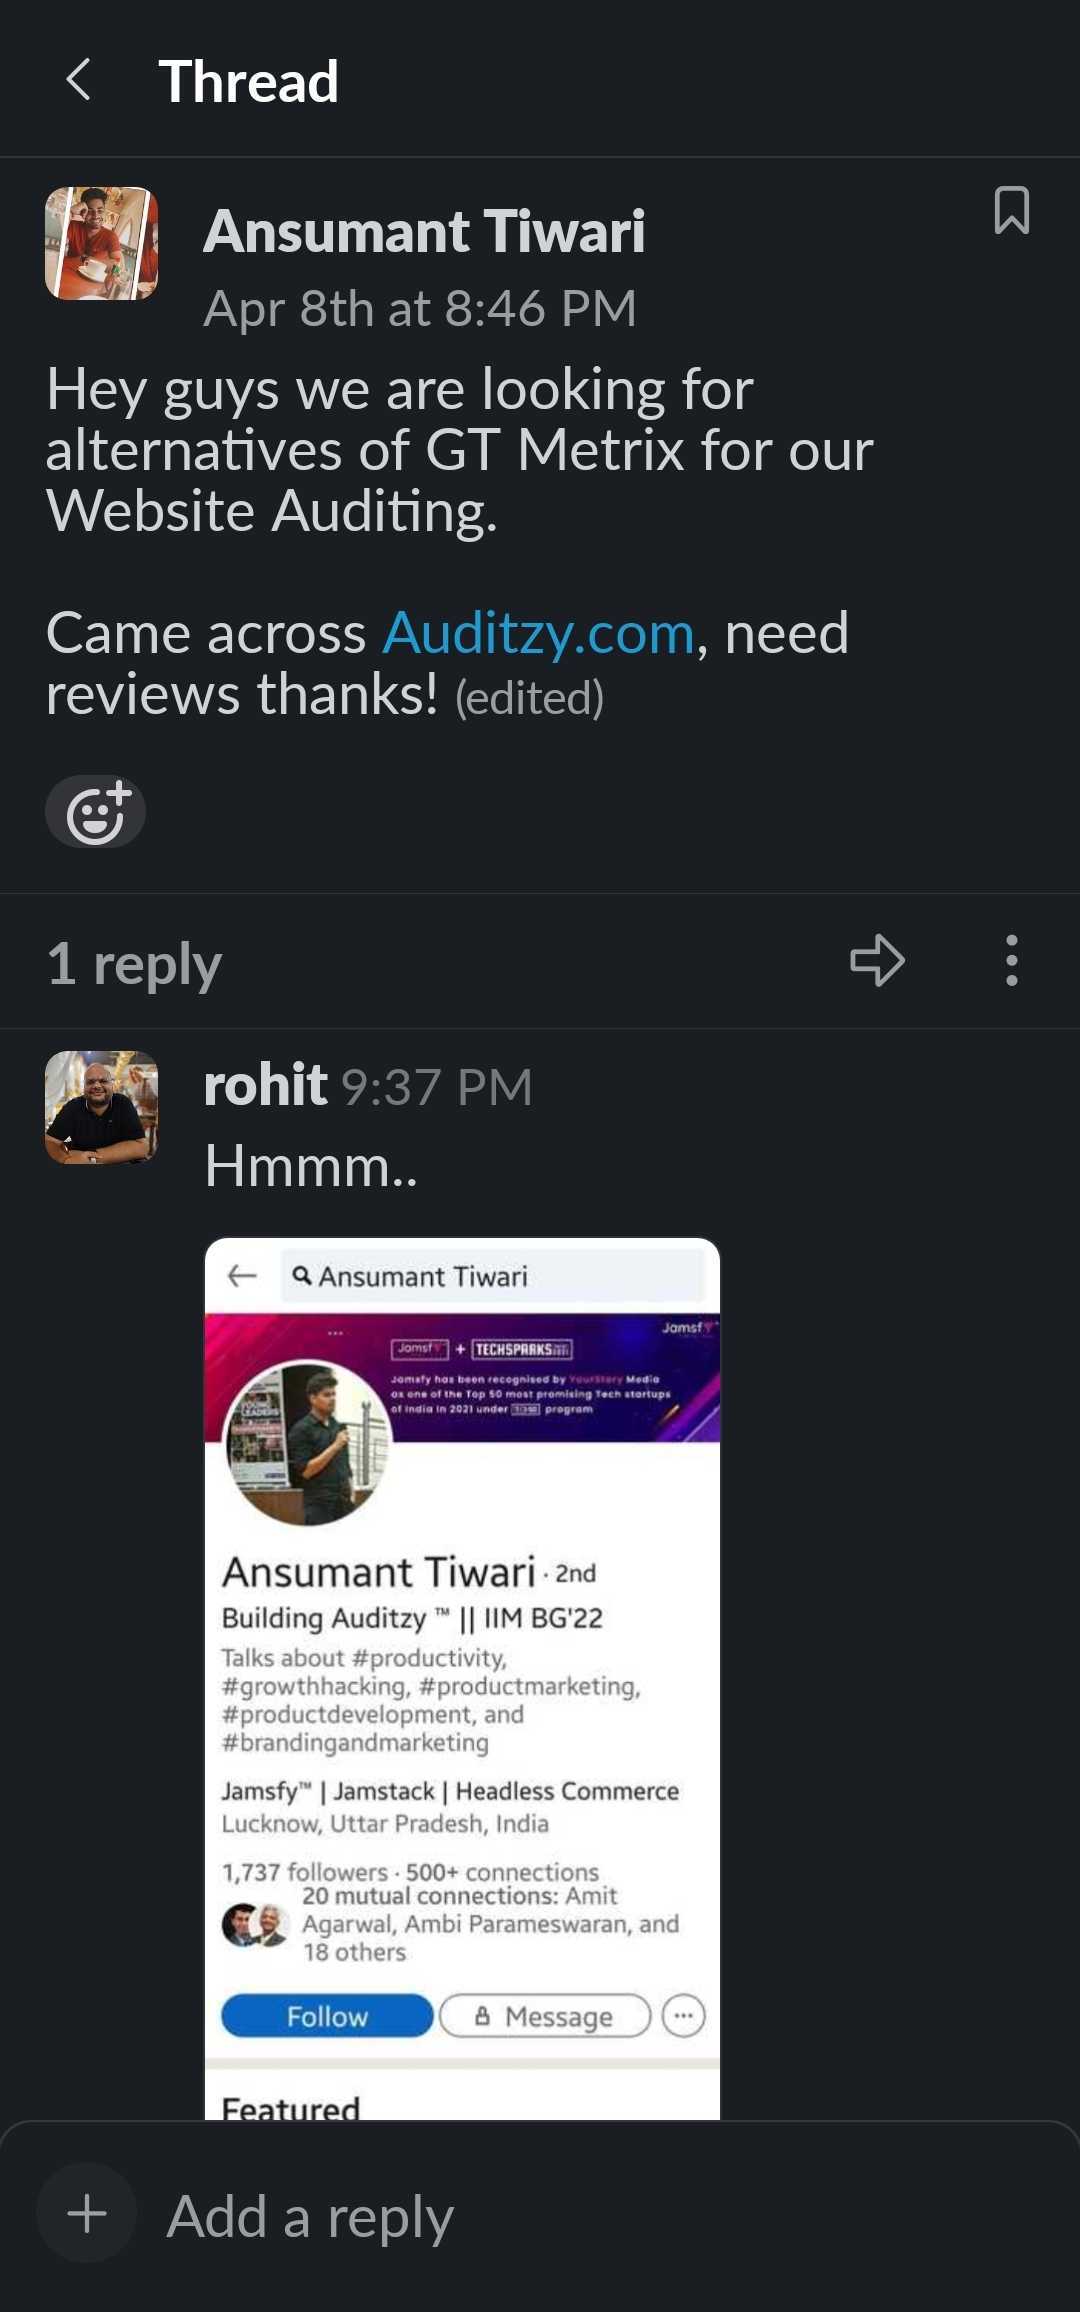 Thread
Ansumant Tiwari
Apr 8th at 8:46 PM
Hey guys we are looking for
alternatives of GT Metrix for our
Website Auditing.
Came across Auditzy.com, need
reviews thanks! (edited)
1 reply
rohit 9:37 PM
Hmmm..
Ansumant Tiwari
Jamsfy
Jamsfy + TECHSPARKS
Jamsfy has been recognised by YourStory Media
as one of the Top 50 most promising Tech startups
of India in 2021 under program
Ansumant Tiwari · 2nd
Building Auditzy ™ || IIM BG'22
Talks about #productivity,
#growthhacking, #productmarketing,
#productdevelopment, and
#brandingandmarketing
Jamsfy™ | Jamstack | Headless Commerce
Lucknow, Uttar Pradesh, India
1,737 followers · 500+ connections
20 mutual connections: Amit
Agarwal, Ambi Parameswaran, and
18 others
Follow
Message
Featured
Add a reply